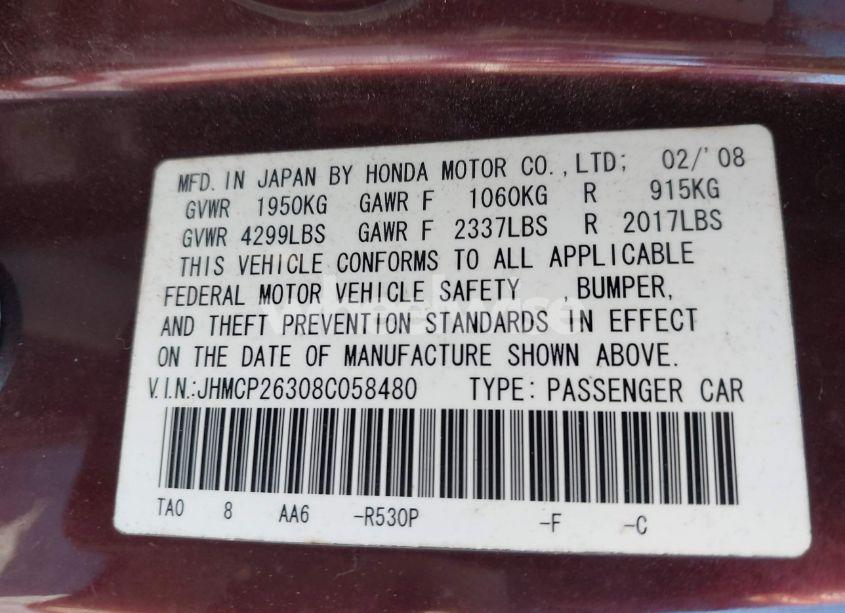 MFD. IN JAPAN BY HONDA MOTOR CO., LTD; 02/'08
GVWR 1950KG GAWR F 1060KG R 915KG
GVWR 4299LBS GAWR F 2337LBS R 2017LBS
THIS VEHICLE CONFORMS TO ALL APPLICABLE
FEDERAL MOTOR VEHICLE SAFETY , BUMPER,
AND THEFT PREVENTION STANDARDS IN EFFECT
ON THE DATE OF MANUFACTURE SHOWN ABOVE.
V.I.N.:JHMCP26308C058480 TYPE: PASSENGER CAR
TA0 8 AA6 -R530P -F -C